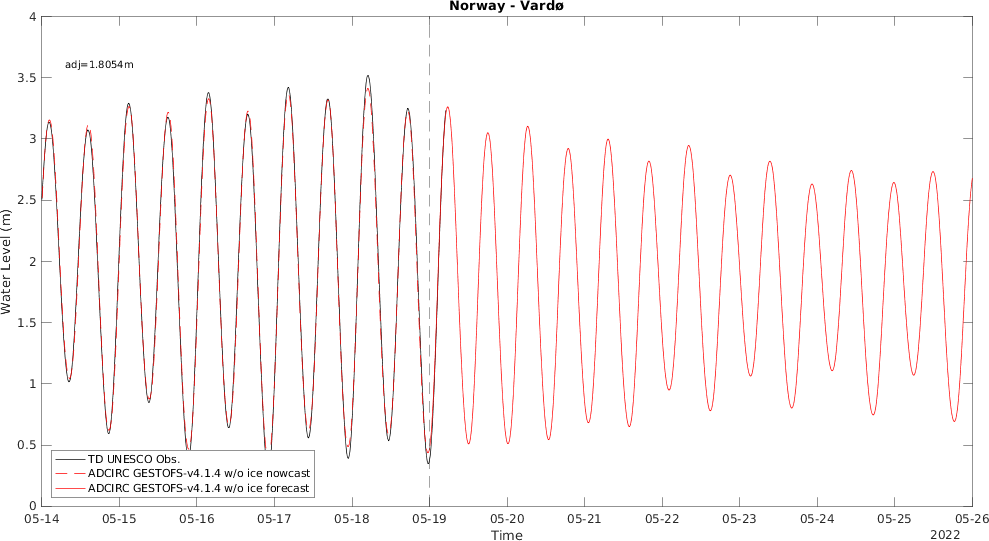 Norway - Vardø
adj=1.8054m
Water Level (m)
4
3.5
3
2.5
2
1.5
1
0.5
0
TD UNESCO Obs.
ADCIRC GESTOFS-v4.1.4 w/o ice nowcast
ADCIRC GESTOFS-v4.1.4 w/o ice forecast
05-14 05-15 05-16 05-17 05-18 05-19 05-20 05-21 05-22 05-23 05-24 05-25 05-26
Time
2022